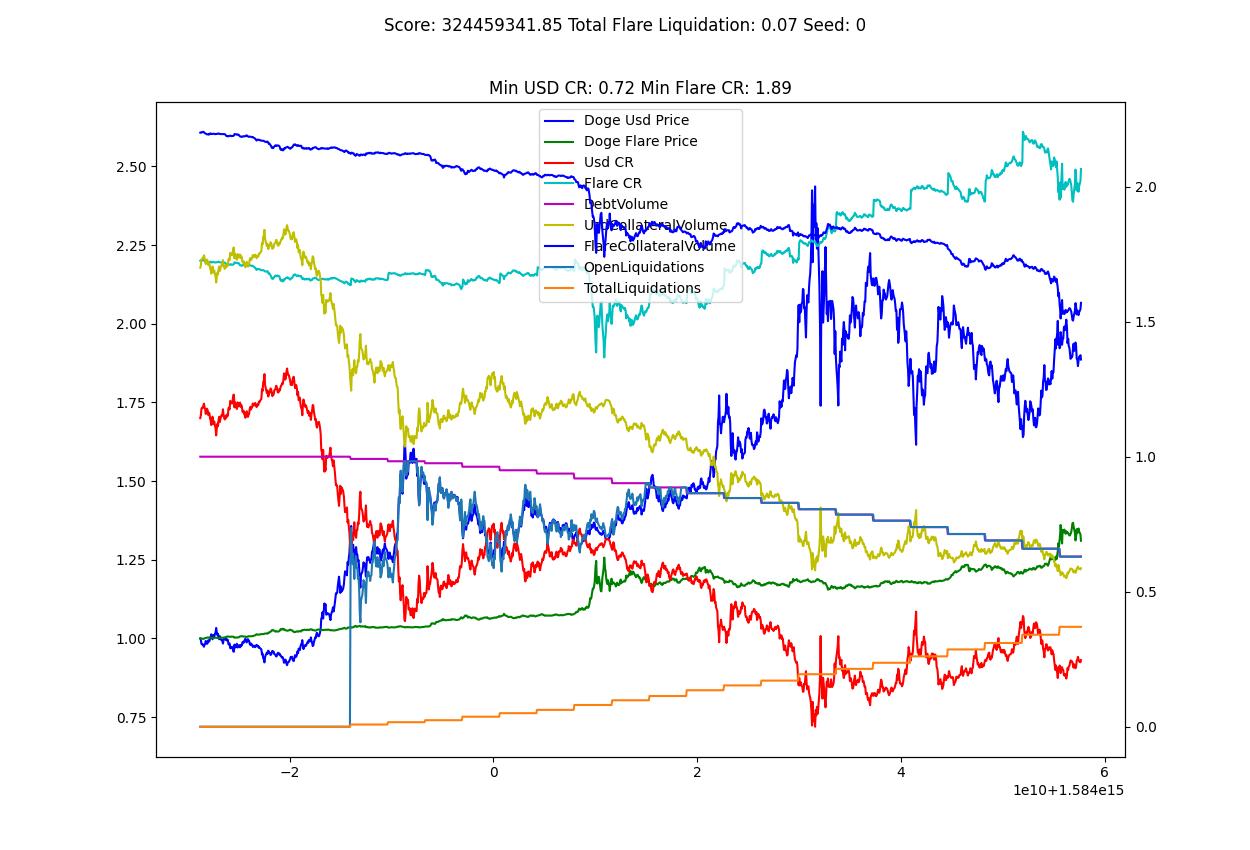 Score: 324459341.85 Total Flare Liquidation: 0.07 Seed: 0
Min USD CR: 0.72 Min Flare CR: 1.89
Doge Usd Price
Doge Flare Price
Usd CR
Flare CR
DebtVolume
UsdCollateralVolume
FlareCollateralVolume
OpenLiquidations
TotalLiquidations
2.50
2.25
2.00
1.75
1.50
1.25
1.00
0.75
2.0
1.5
1.0
0.5
0.0
−2
0
2
4
6
1e10+1.584e15